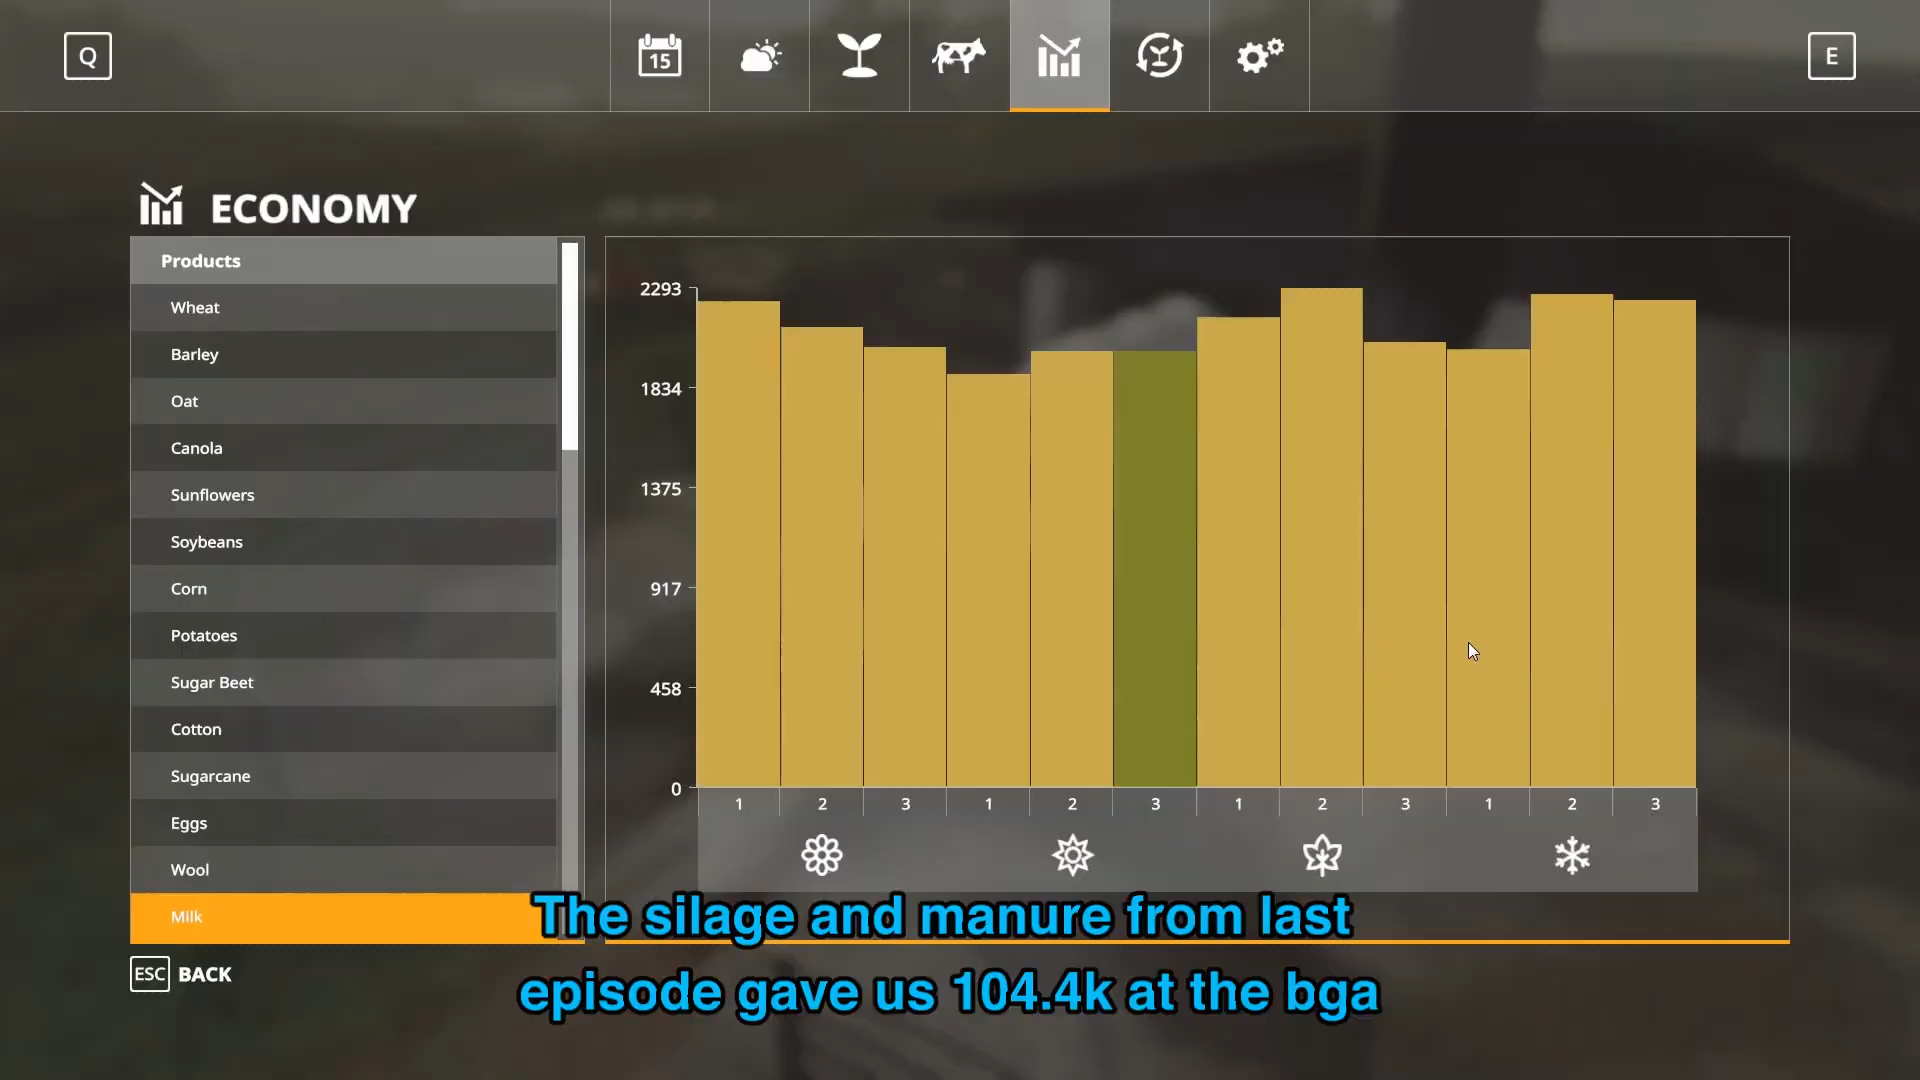 Q
15
E
ECONOMY
Products
Wheat
Barley
Oat
Canola
Sunflowers
Soybeans
Corn
Potatoes
Sugar Beet
Cotton
Sugarcane
Eggs
Wool
Milk
2293
1834
1375
917
458
0
1 2 3 1 2 3 1 2 3 1 2 3
The silage and manure from last
episode gave us 104.4k at the bga
ESC BACK